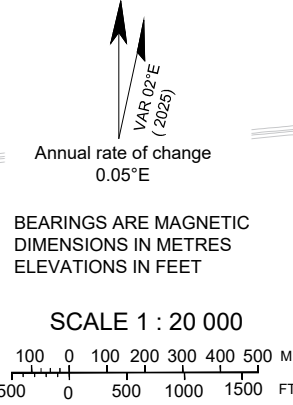 VAR 02°E
( 2025)
Annual rate of change
0.05°E
BEARINGS ARE MAGNETIC
DIMENSIONS IN METRES
ELEVATIONS IN FEET
SCALE 1 : 20 000
100 0 100 200 300 400 500 M
500 0 500 1000 1500 FT